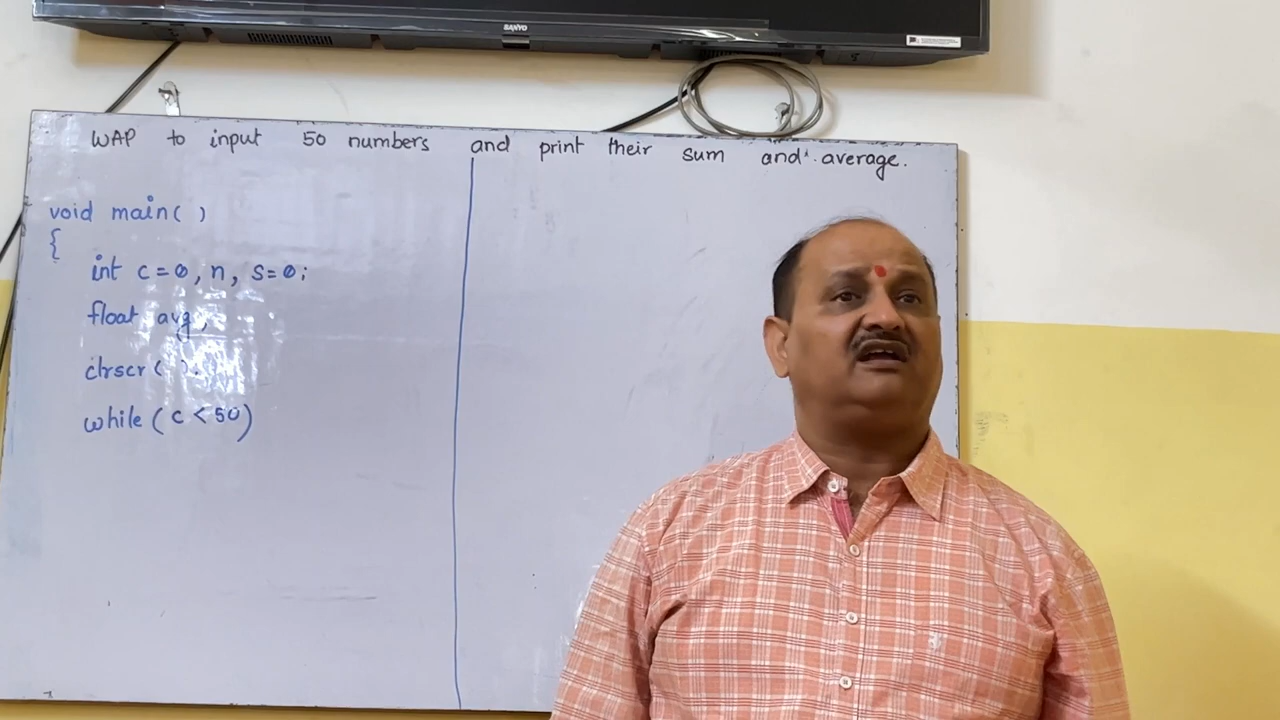 SANYO
WAP to input 50 numbers and print their sum and average.
void main( )
{
int c=0, n, s=0;
float avg;
clrscr( );
while ( c < 50 )